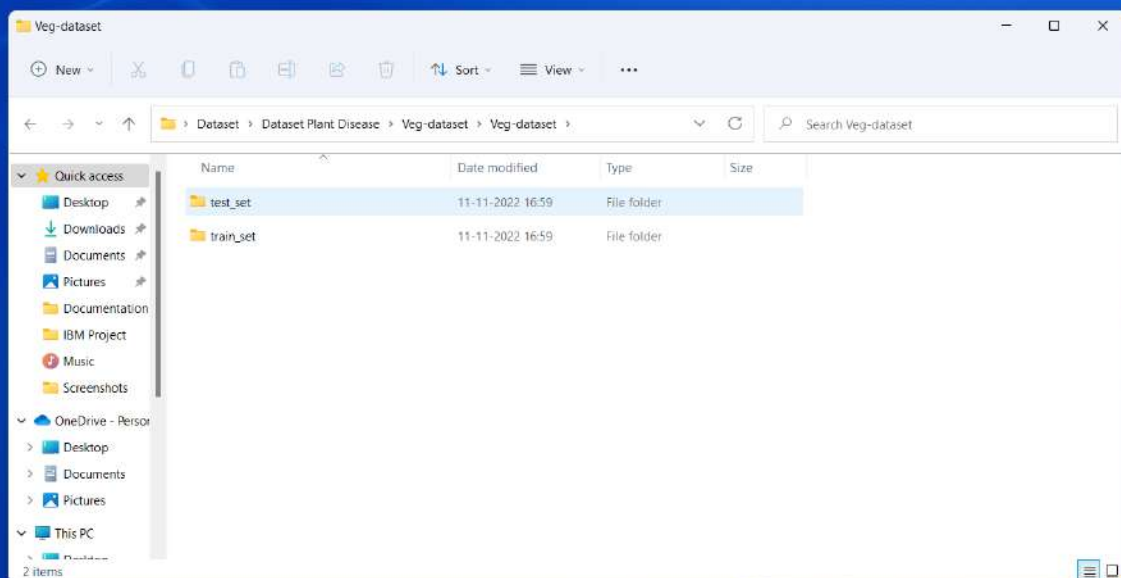 Veg-dataset
New
Sort
View
Dataset > Dataset Plant Disease > Veg-dataset > Veg-dataset >
Search Veg-dataset
Name Date modified Type Size
test_set 11-11-2022 16:59 File folder
train_set 11-11-2022 16:59 File folder
Quick access
Desktop
Downloads
Documents
Pictures
Documentation
IBM Project
Music
Screenshots
OneDrive - Person
Desktop
Documents
Pictures
This PC
2 items